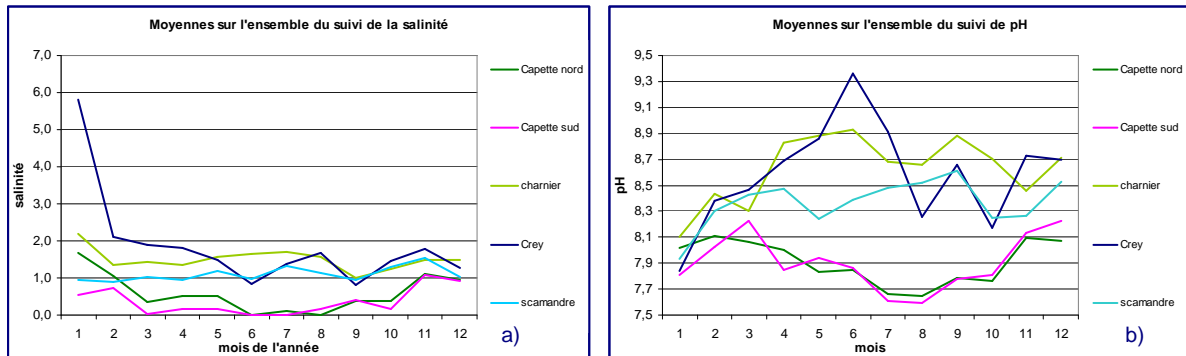 Moyennes sur l'ensemble du suivi de la salinité
7,0
6,0
5,0
4,0
3,0
2,0
1,0
0,0
salinité
1 2 3 4 5 6 7 8 9 10 11 12
mois de l'année
a)
Capette nord
Capette sud
charnier
Crey
scamandre
Moyennes sur l'ensemble du suivi de pH
9,5
9,3
9,1
8,9
8,7
8,5
8,3
8,1
7,9
7,7
7,5
pH
1 2 3 4 5 6 7 8 9 10 11 12
mois
b)
Capette nord
Capette sud
charnier
Crey
scamandre